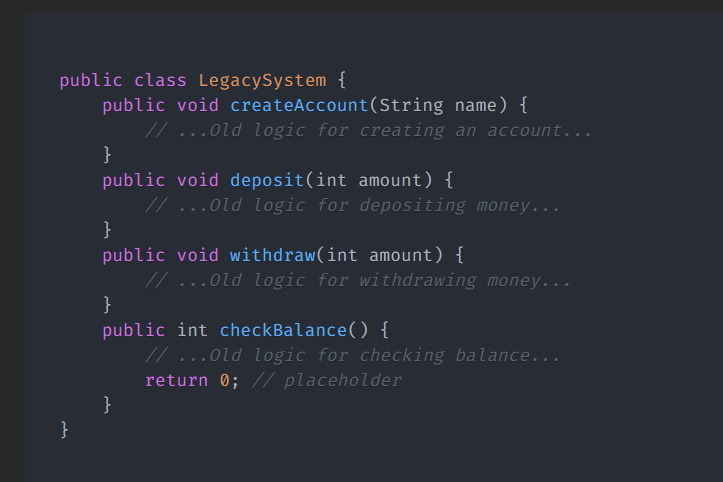 public class LegacySystem {
    public void createAccount(String name) {
        // ...Old logic for creating an account...
    }
    public void deposit(int amount) {
        // ...Old logic for depositing money...
    }
    public void withdraw(int amount) {
        // ...Old logic for withdrawing money...
    }
    public int checkBalance() {
        // ...Old logic for checking balance...
        return 0; // placeholder
    }
}